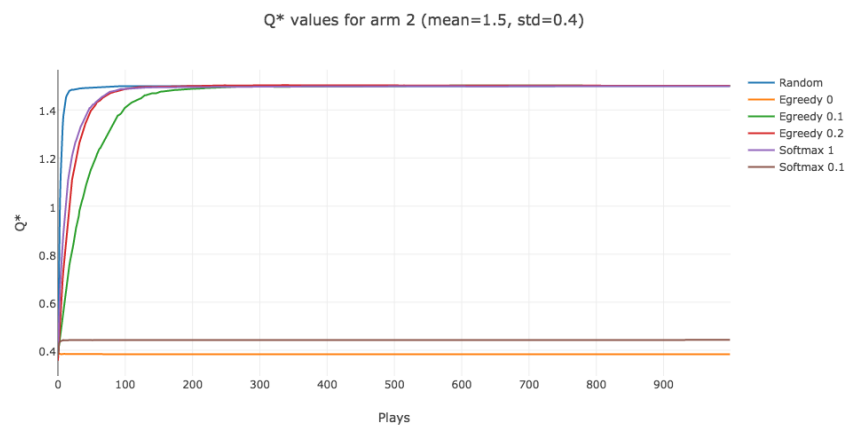 Q* values for arm 2 (mean=1.5, std=0.4)
Random
Egreedy 0
Egreedy 0.1
Egreedy 0.2
Softmax 1
Softmax 0.1
1.4
1.2
1
0.8
0.6
0.4
Q*
0 100 200 300 400 500 600 700 800 900
Plays